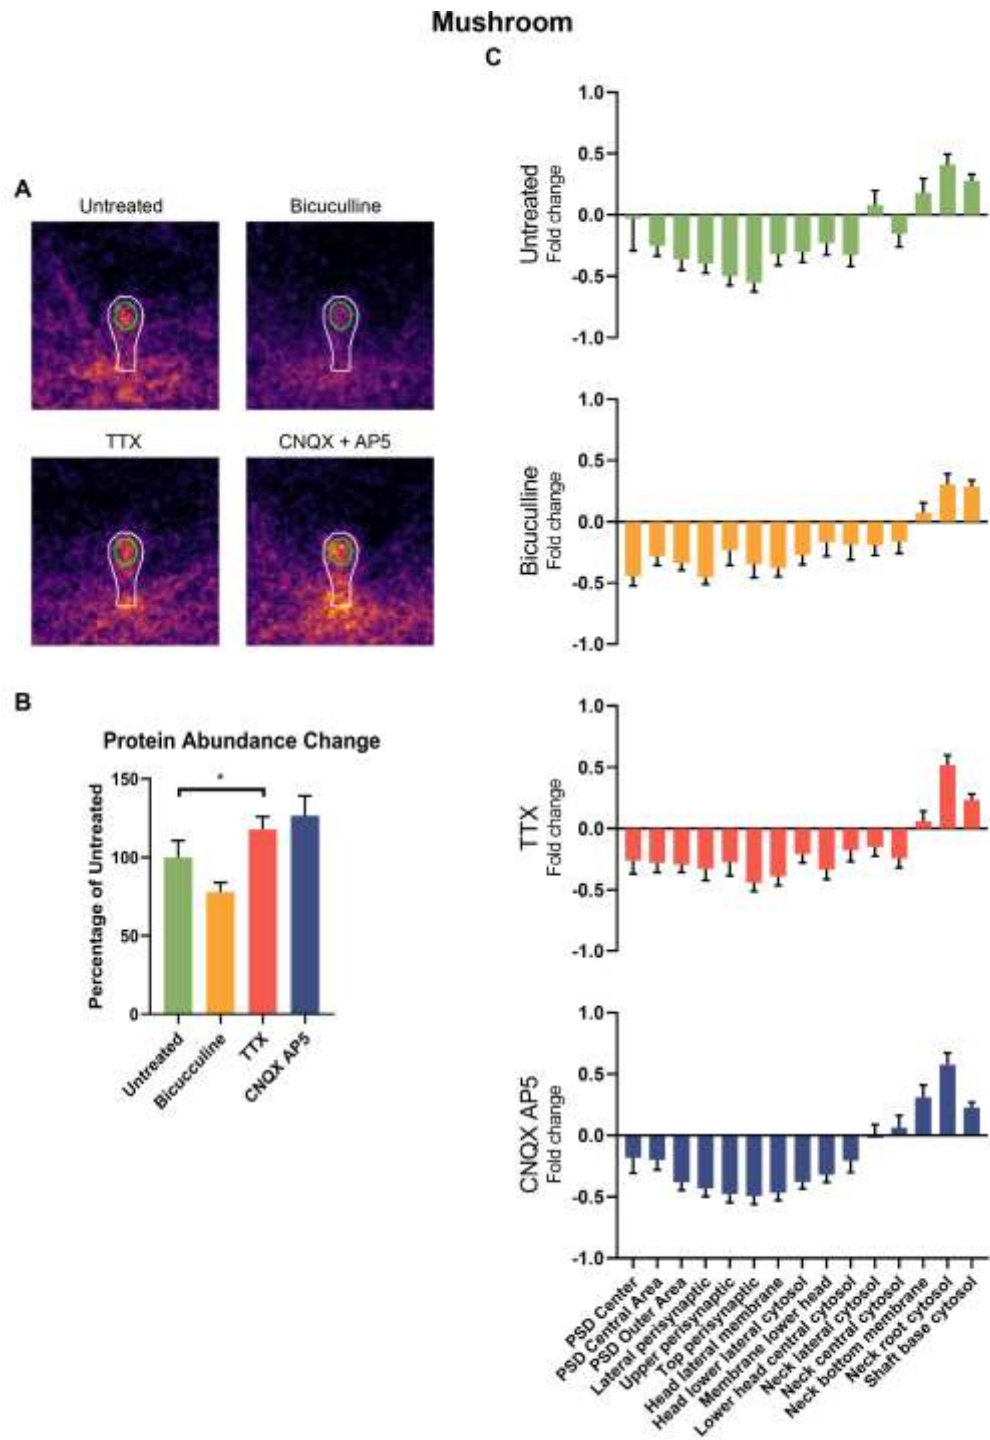 Mushroom
A
Untreated
Bicuculline
TTX
CNQX + AP5
B
Protein Abundance Change
Percentage of Untreated
150
100
50
0
*
Untreated
Bicucculine
TTX
CNQX AP5
C
Untreated
Fold change
1.0
0.5
0.0
-0.5
-1.0
Bicuculline
Fold change
1.0
0.5
0.0
-0.5
-1.0
TTX
Fold change
1.0
0.5
0.0
-0.5
-1.0
CNQX AP5
Fold change
1.0
0.5
0.0
-0.5
-1.0
PSD Center
PSD Central Area
PSD Outer Area
Lateral perisynaptic
Upper perisynaptic
Top perisynaptic
Head lateral membrane
Head lower lateral cytosol
Membrane lower head
Lower head central cytosol
Neck lateral cytosol
Neck central cytosol
Neck bottom membrane
Neck root cytosol
Shaft base cytosol